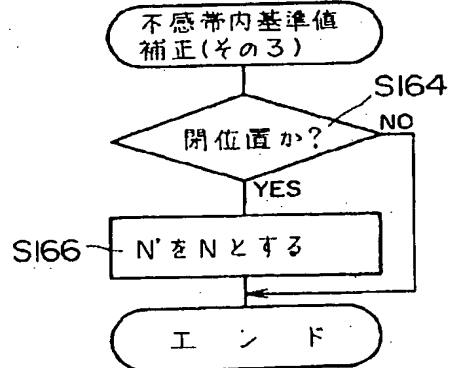 不感帯内基準値
補正(その3)
S164
閉位置か?
NO
YES
S166
N'をNとする
エンド